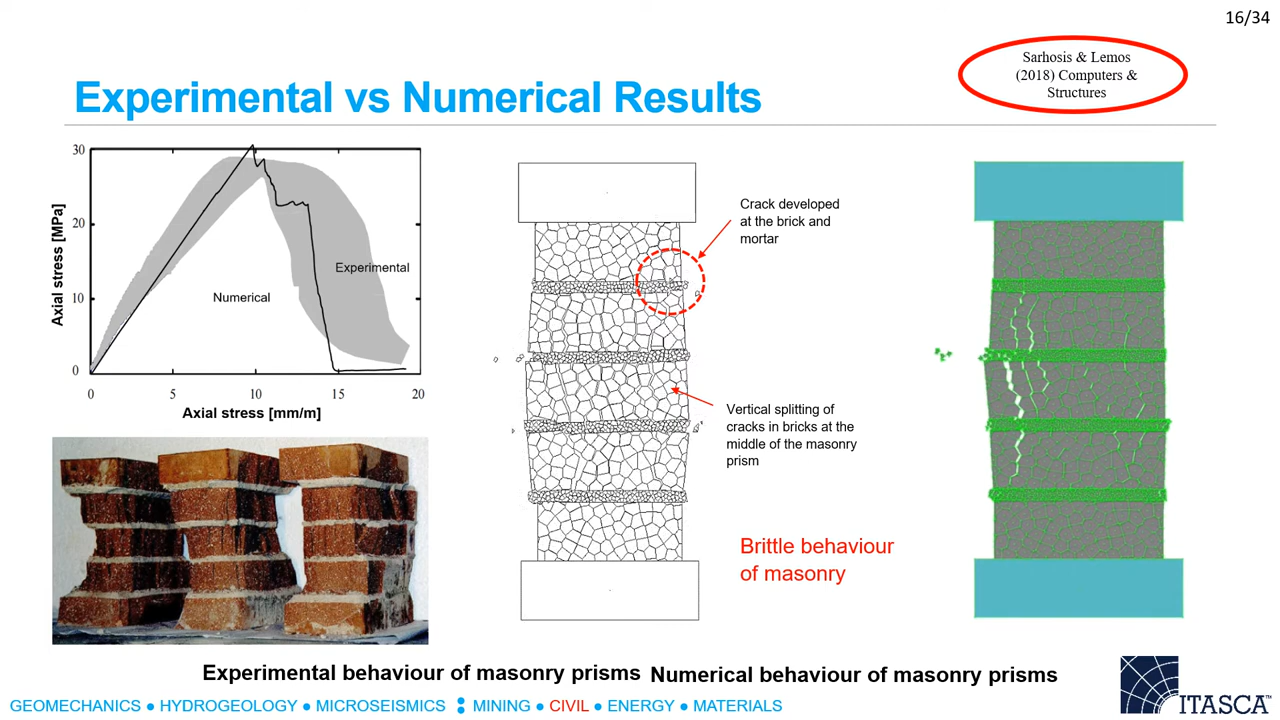 16/34
Sarhosis & Lemos
(2018) Computers &
Structures
Experimental vs Numerical Results
30
20
10
0
Axial stress [MPa]
Experimental
Numerical
0 5 10 15 20
Axial stress [mm/m]
Crack developed
at the brick and
mortar
Vertical splitting of
cracks in bricks at the
middle of the masonry
prism
Brittle behaviour
of masonry
Experimental behaviour of masonry prisms
Numerical behaviour of masonry prisms
GEOMECHANICS ● HYDROGEOLOGY ● MICROSEISMICS : MINING ● CIVIL ● ENERGY ● MATERIALS
ITASCA™